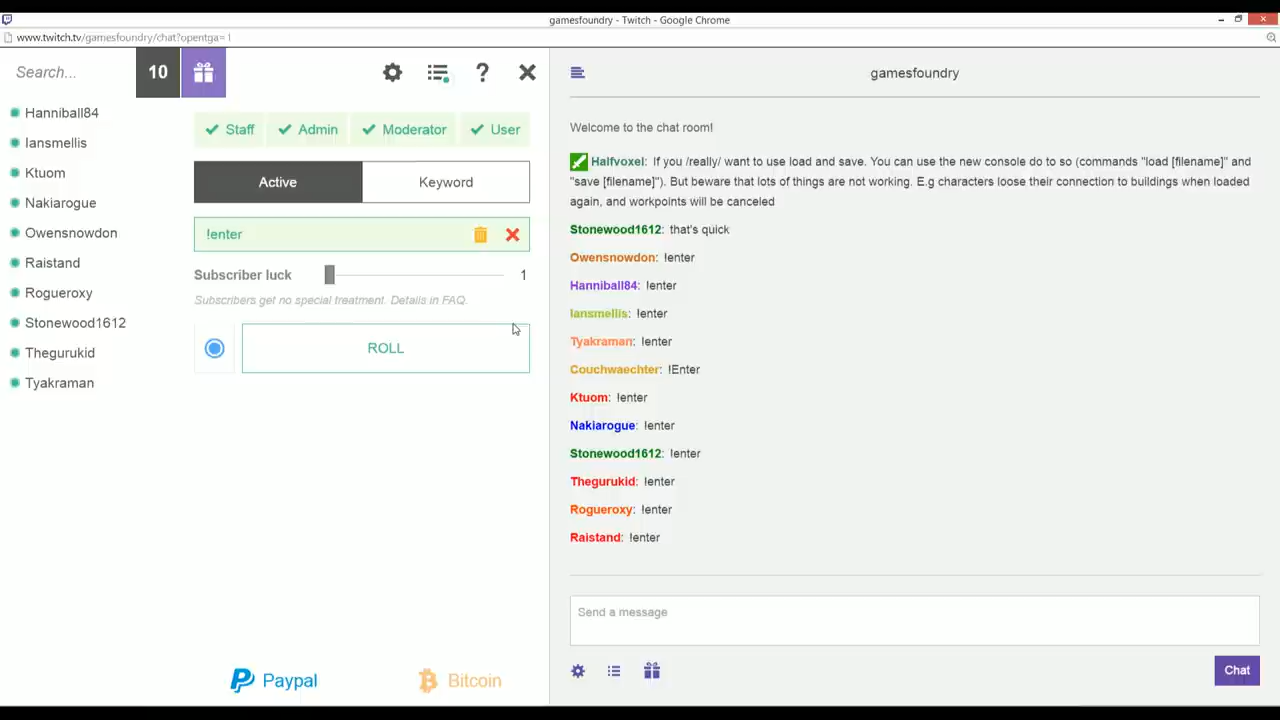 gamesfoundry - Twitch - Google Chrome
www.twitch.tv/gamesfoundry/chat?opentga=1
Search...
10
Hanniball84
Iansmellis
Ktuom
Nakiarogue
Owensnowdon
Raistand
Rogueroxy
Stonewood1612
Thegurukid
Tyakraman
Staff
Admin
Moderator
User
Active
Keyword
!enter
Subscriber luck
1
Subscribers get no special treatment. Details in FAQ.
ROLL
Paypal
Bitcoin
gamesfoundry
Welcome to the chat room!
Halfvoxel: If you /really/ want to use load and save. You can use the new console do to so (commands "load [filename]" and
"save [filename]"). But beware that lots of things are not working. E.g characters loose their connection to buildings when loaded
again, and workpoints will be canceled
Stonewood1612: that's quick
Owensnowdon: !enter
Hanniball84: !enter
Iansmellis: !enter
Tyakraman: !enter
Couchwaechter: !Enter
Ktuom: !enter
Nakiarogue: !enter
Stonewood1612: !enter
Thegurukid: !enter
Rogueroxy: !enter
Raistand: !enter
Send a message
Chat